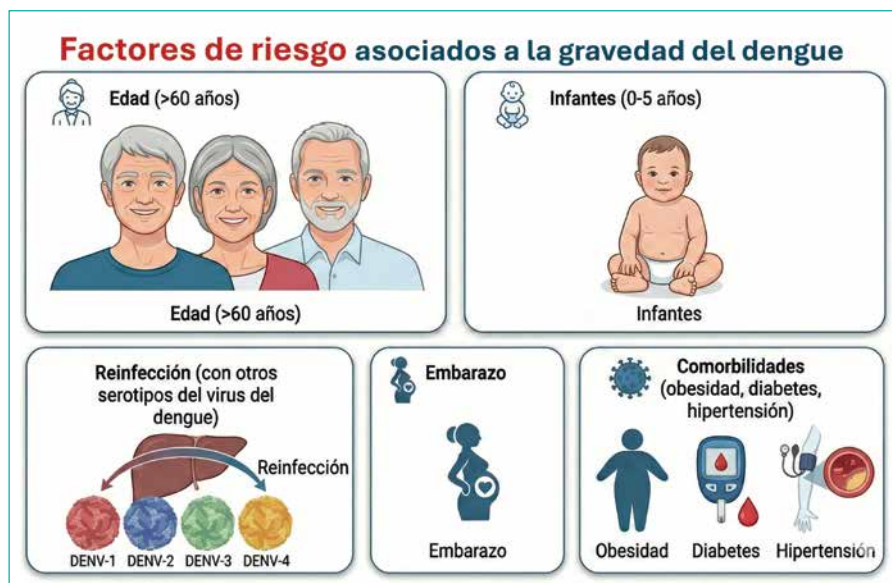 Factores de riesgo asociados a la gravedad del dengue
Edad (>60 años)
Edad (>60 años)
Infantes (0-5 años)
Infantes
Reinfección (con otros
serotipos del virus del
dengue)
Reinfección
DENV-1 DENV-2 DENV-3 DENV-4
Embarazo
Embarazo
Comorbilidades
(obesidad, diabetes,
hipertensión)
Obesidad Diabetes Hipertensión